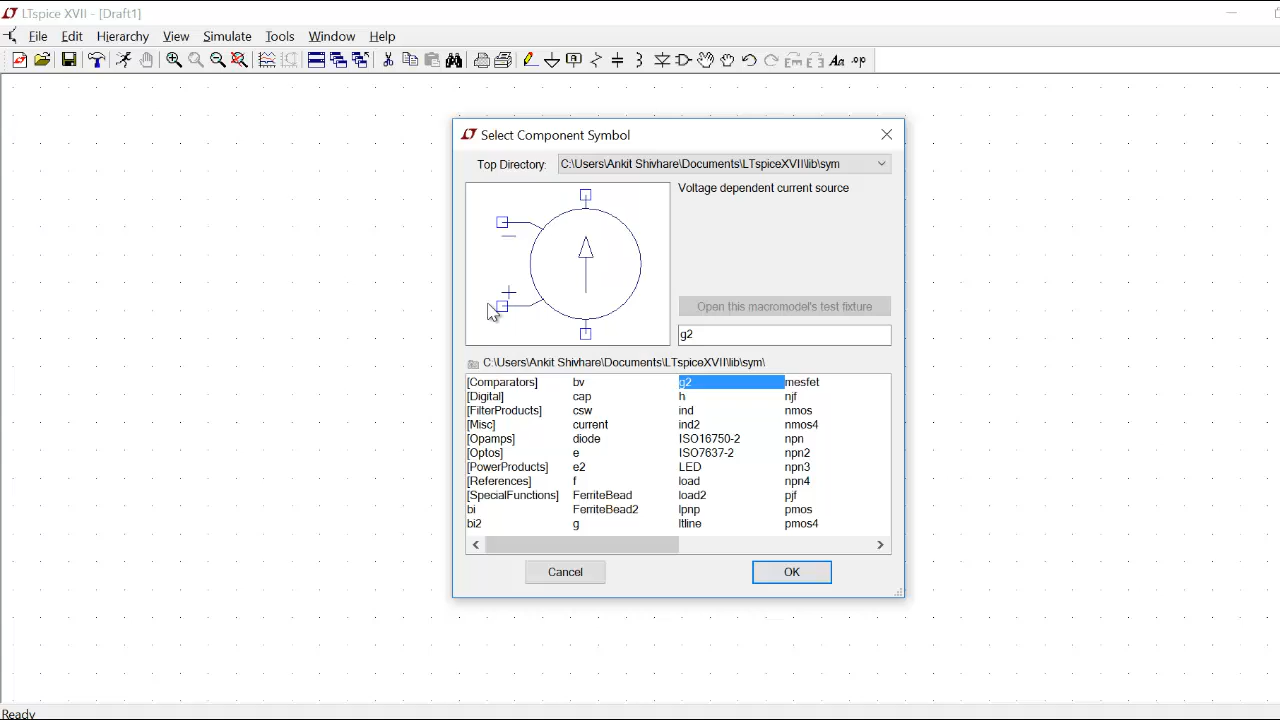 LTspice XVII - [Draft1]
File Edit Hierarchy View Simulate Tools Window Help
Select Component Symbol
Top Directory: C:\Users\Ankit Shivhare\Documents\LTspiceXVII\lib\sym
Voltage dependent current source
Open this macromodel's test fixture
g2
C:\Users\Ankit Shivhare\Documents\LTspiceXVII\lib\sym\
[Comparators] bv g2 mesfet
[Digital] cap h njf
[FilterProducts] csw ind nmos
[Misc] current ind2 nmos4
[Opamps] diode ISO16750-2 npn
[Optos] e ISO7637-2 npn2
[PowerProducts] e2 LED npn3
[References] f load npn4
[SpecialFunctions] FerriteBead load2 pjf
bi FerriteBead2 lpnp pmos
bi2 g ltline pmos4
Cancel OK
Ready